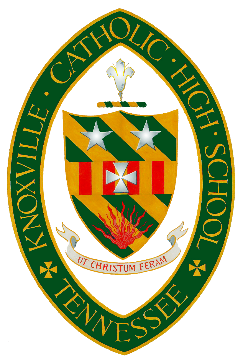 KNOXVILLE · CATHOLIC · HIGH · SCHOOL
TENNESSEE
UT CHRISTUM FERAM